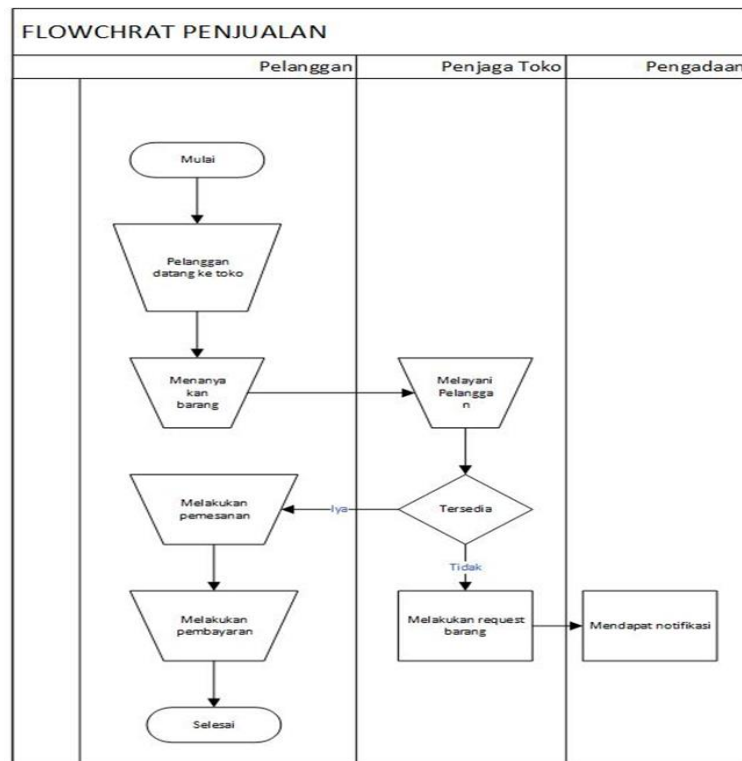 FLOWCHRAT PENJUALAN
Pelanggan
Penjaga Toko
Pengadaan
Mulai
Pelanggan
datang ke toko
Menanya
kan
barang
Melayani
Pelangga
n
Melakukan
pemesanan
Iya
Tersedia
Tidak
Melakukan
pembayaran
Melakukan request
barang
Mendapat notifikasi
Selesai